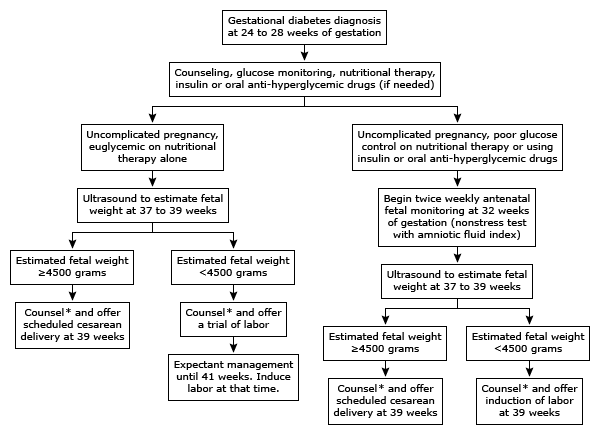 Gestational diabetes diagnosis
at 24 to 28 weeks of gestation
Counseling, glucose monitoring, nutritional therapy,
insulin or oral anti-hyperglycemic drugs (if needed)
Uncomplicated pregnancy,
euglycemic on nutritional
therapy alone
Uncomplicated pregnancy, poor glucose
control on nutritional therapy or using
insulin or oral anti-hyperglycemic drugs
Ultrasound to estimate fetal
weight at 37 to 39 weeks
Begin twice weekly antenatal
fetal monitoring at 32 weeks
of gestation (nonstress test
with amniotic fluid index)
Estimated fetal weight
≥4500 grams
Estimated fetal weight
<4500 grams
Ultrasound to estimate fetal
weight at 37 to 39 weeks
Counsel* and offer
scheduled cesarean
delivery at 39 weeks
Counsel* and offer
a trial of labor
Estimated fetal weight
≥4500 grams
Estimated fetal weight
<4500 grams
Expectant management
until 41 weeks. Induce
labor at that time.
Counsel* and offer
scheduled cesarean
delivery at 39 weeks
Counsel* and offer
induction of labor
at 39 weeks